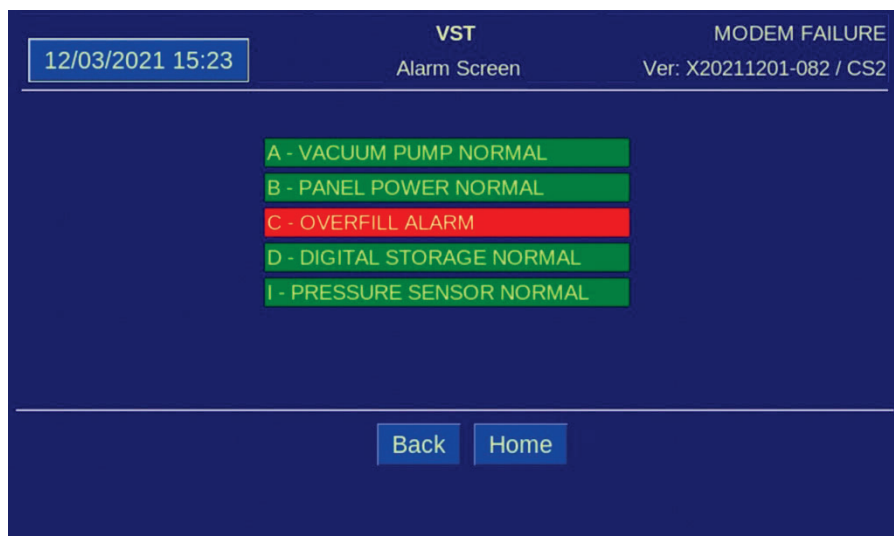 VST
MODEM FAILURE
12/03/2021 15:23
Alarm Screen
Ver: X20211201-082 / CS2
A - VACUUM PUMP NORMAL
B - PANEL POWER NORMAL
C - OVERFILL ALARM
D - DIGITAL STORAGE NORMAL
I - PRESSURE SENSOR NORMAL
Back
Home